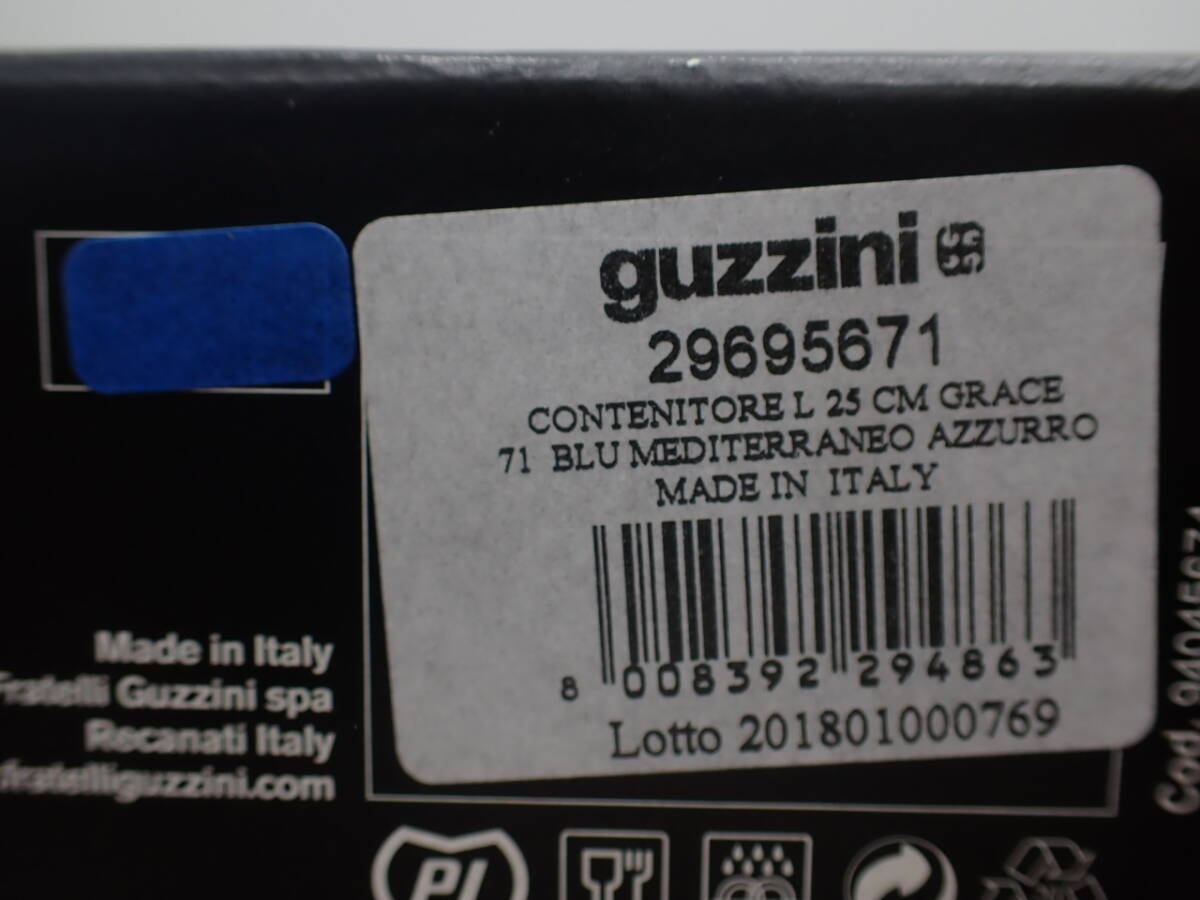 guzzini
29695671
CONTENITORE L 25 CM GRACE
71 BLU MEDITERRANEO AZZURRO
MADE IN ITALY
8 008392 294863
Lotto 201801000769
Made in Italy
Fratelli Guzzini spa
Recanati Italy
fratelliguzzini.com
Cod.